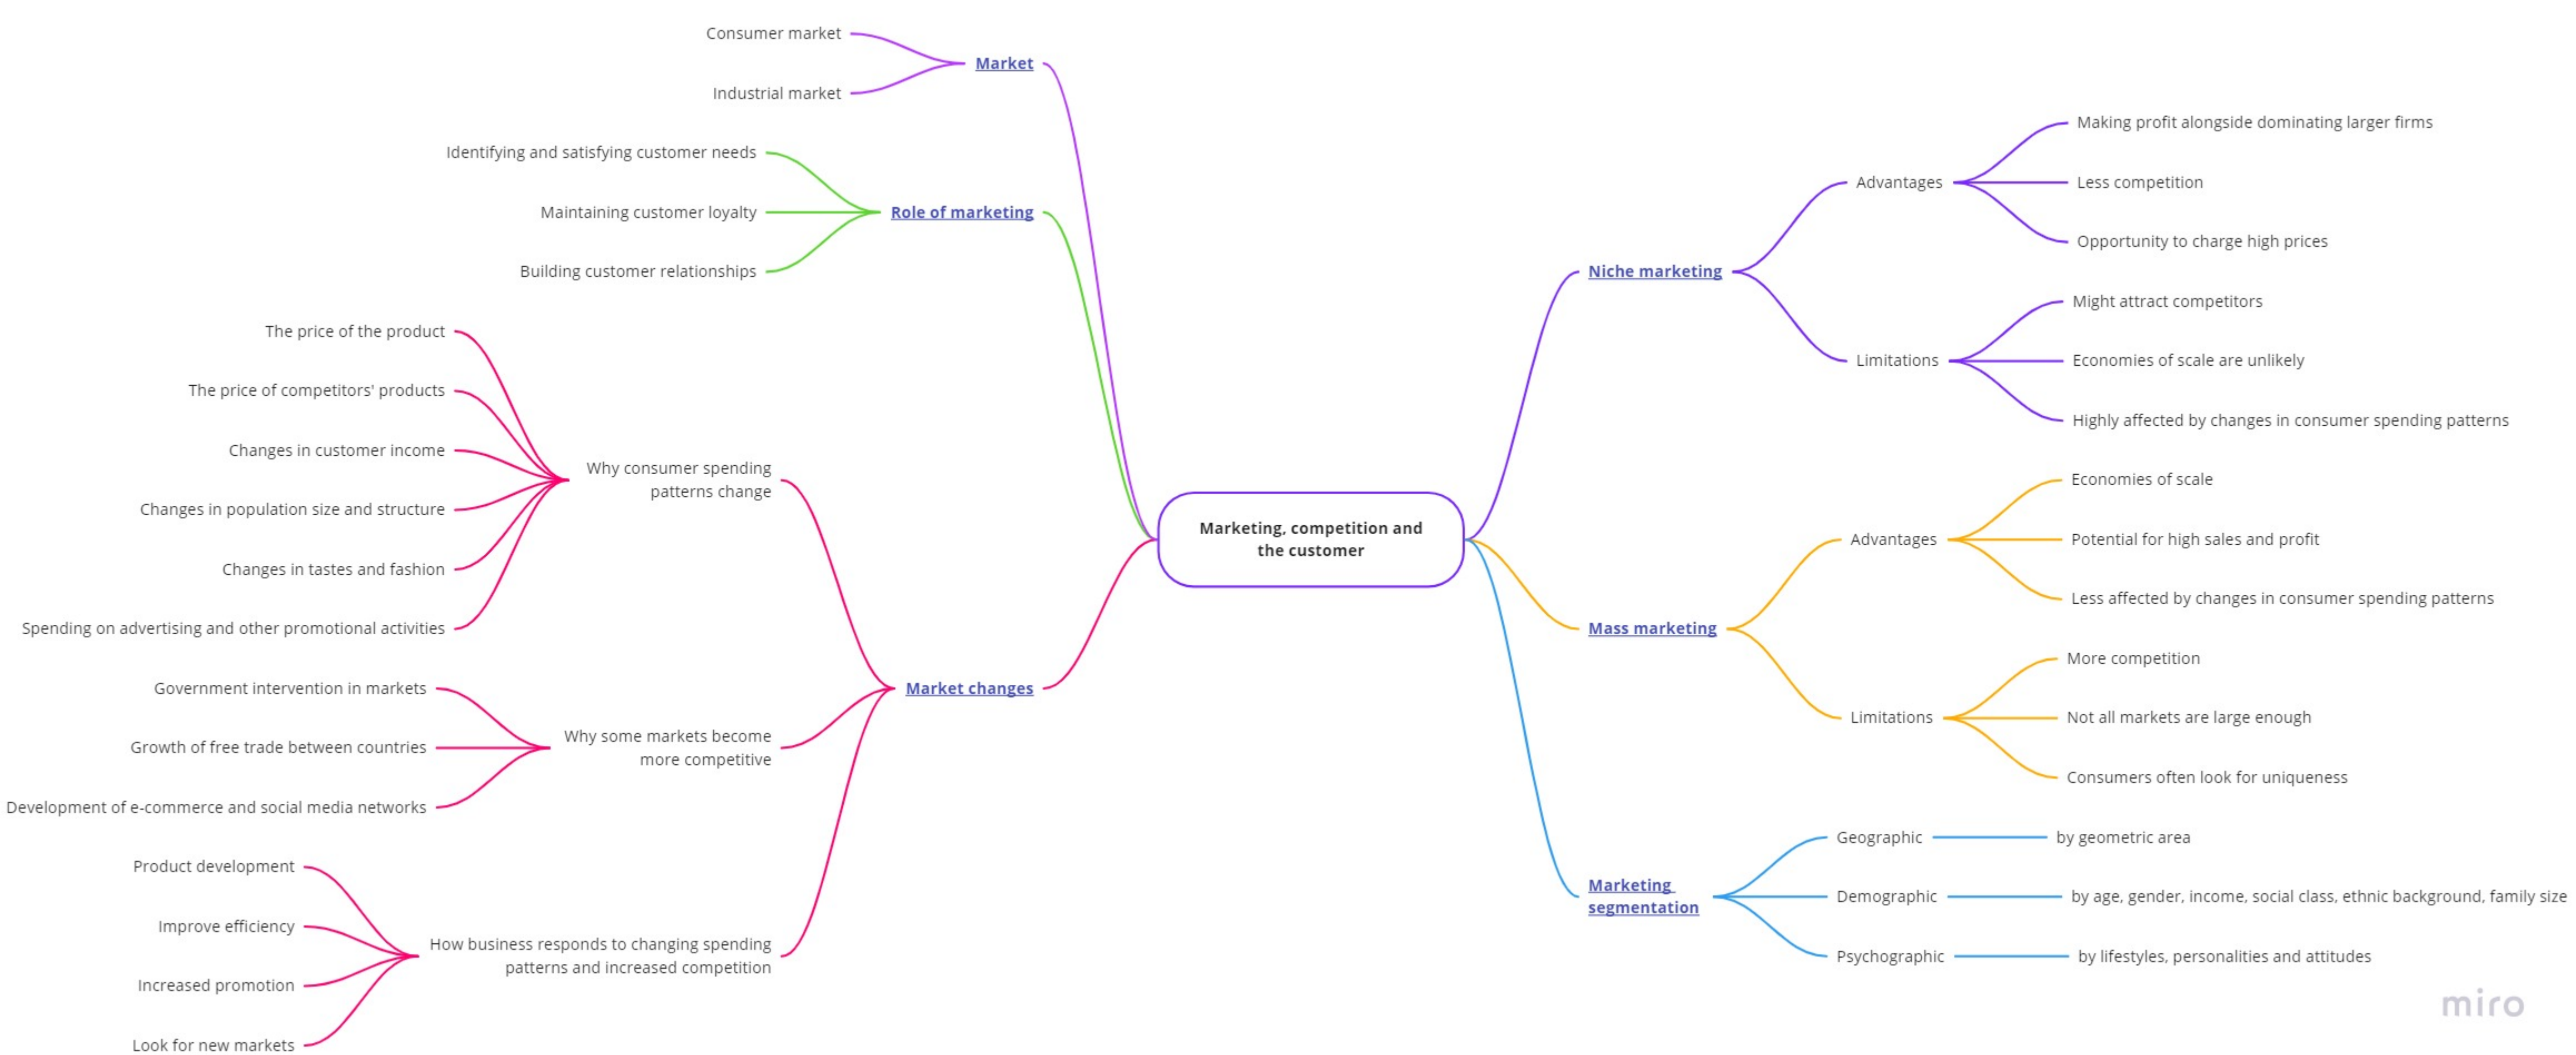 Marketing, competition and
the customer
Market
Consumer market
Industrial market
Role of marketing
Identifying and satisfying customer needs
Maintaining customer loyalty
Building customer relationships
Market changes
Why consumer spending
patterns change
The price of the product
The price of competitors' products
Changes in customer income
Changes in population size and structure
Changes in tastes and fashion
Spending on advertising and other promotional activities
Why some markets become
more competitive
Government intervention in markets
Growth of free trade between countries
Development of e-commerce and social media networks
How business responds to changing spending
patterns and increased competition
Product development
Improve efficiency
Increased promotion
Look for new markets
Niche marketing
Advantages
Making profit alongside dominating larger firms
Less competition
Opportunity to charge high prices
Limitations
Might attract competitors
Economies of scale are unlikely
Highly affected by changes in consumer spending patterns
Mass marketing
Advantages
Economies of scale
Potential for high sales and profit
Less affected by changes in consumer spending patterns
Limitations
More competition
Not all markets are large enough
Consumers often look for uniqueness
Marketing
segmentation
Geographic
by geometric area
Demographic
by age, gender, income, social class, ethnic background, family size
Psychographic
by lifestyles, personalities and attitudes
miro